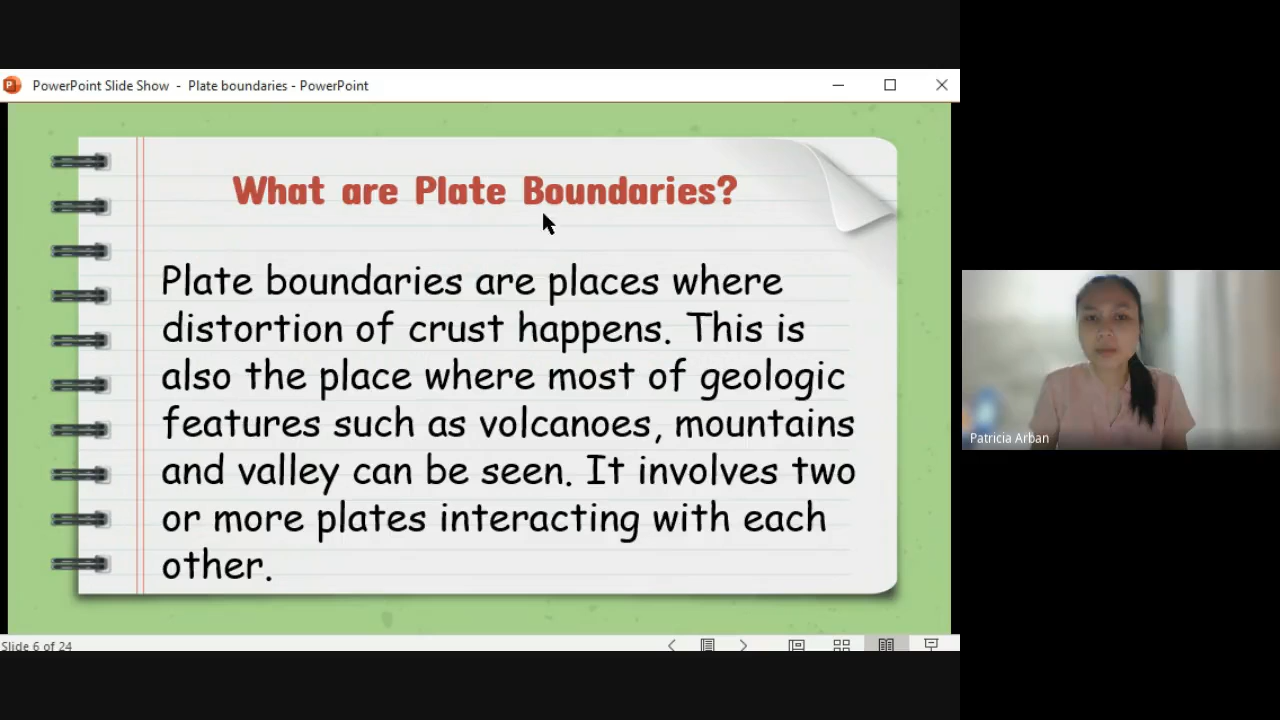 PowerPoint Slide Show - Plate boundaries - PowerPoint
What are Plate Boundaries?
Plate boundaries are places where
distortion of crust happens. This is
also the place where most of geologic
features such as volcanoes, mountains
and valley can be seen. It involves two
or more plates interacting with each
other.
Patricia Arban
Slide 6 of 24